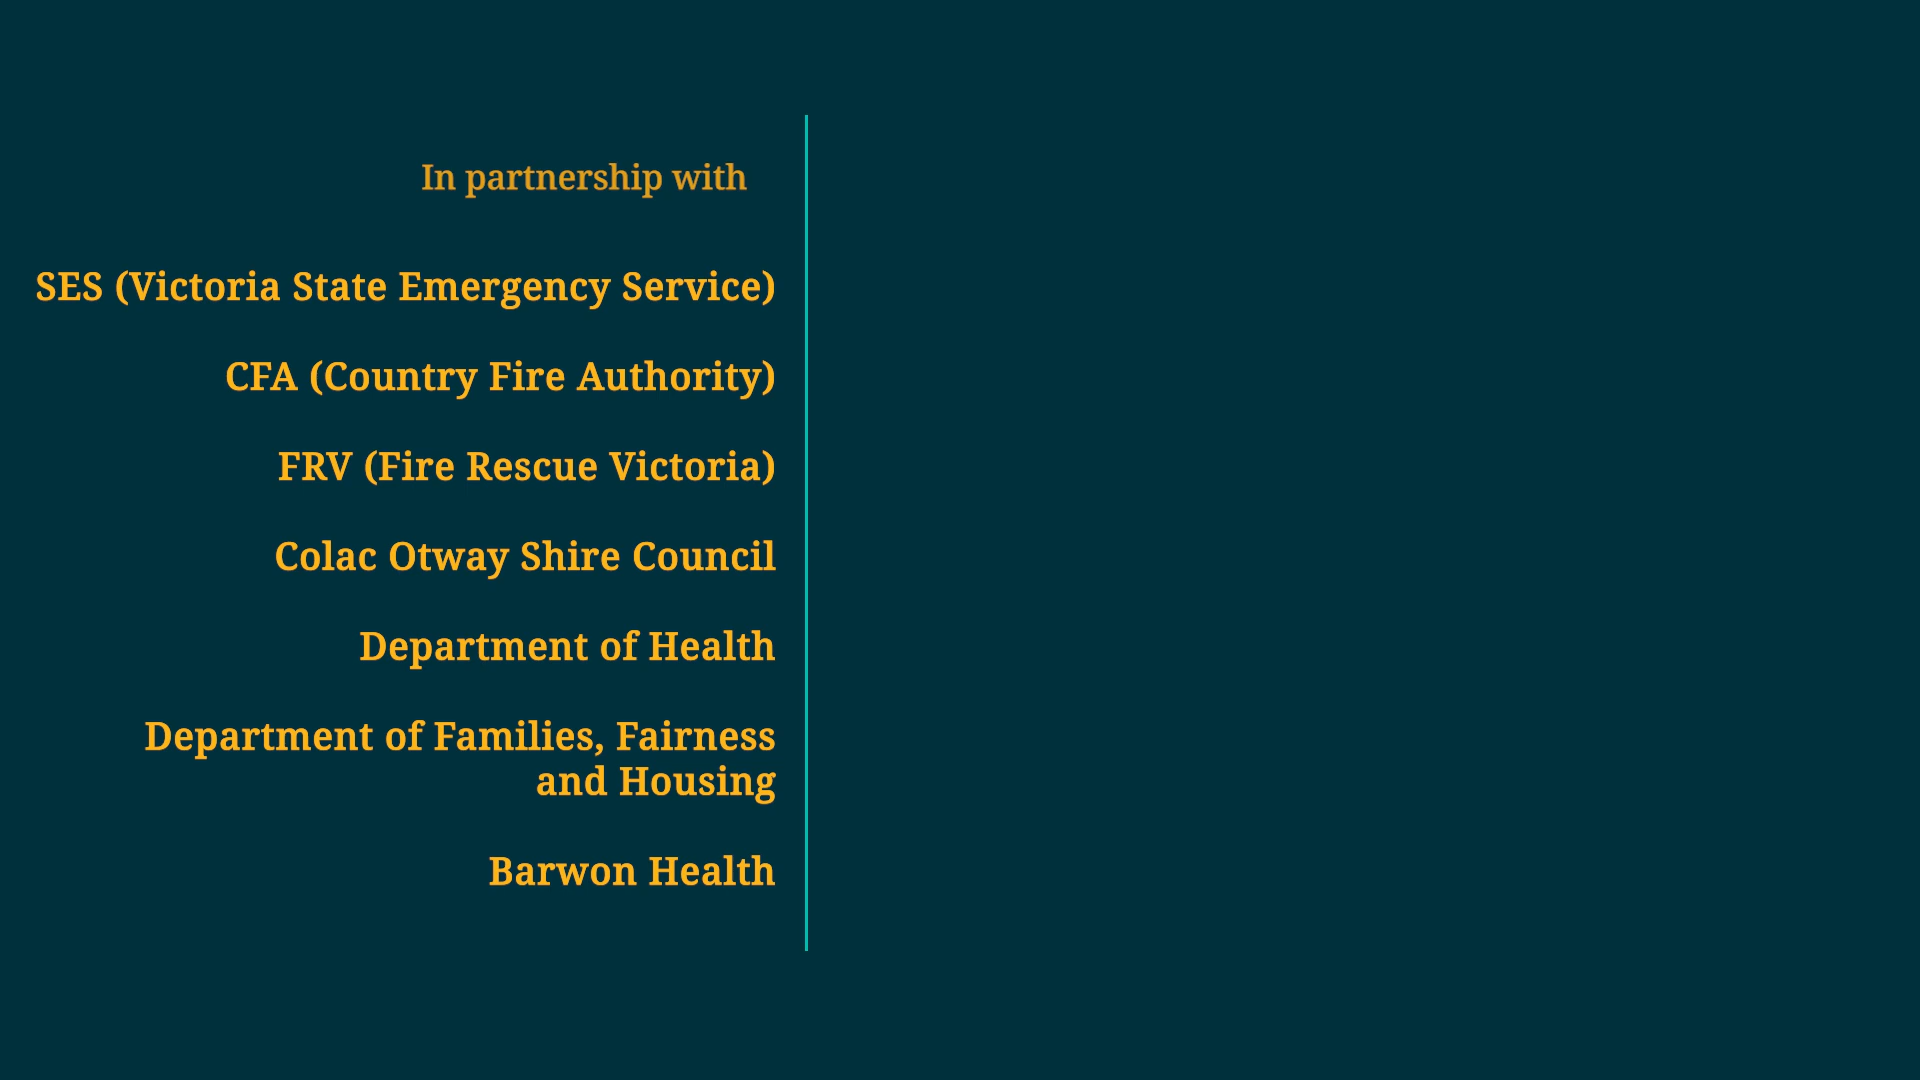 In partnership with
SES (Victoria State Emergency Service)
CFA (Country Fire Authority)
FRV (Fire Rescue Victoria)
Colac Otway Shire Council
Department of Health
Department of Families, Fairness
and Housing
Barwon Health